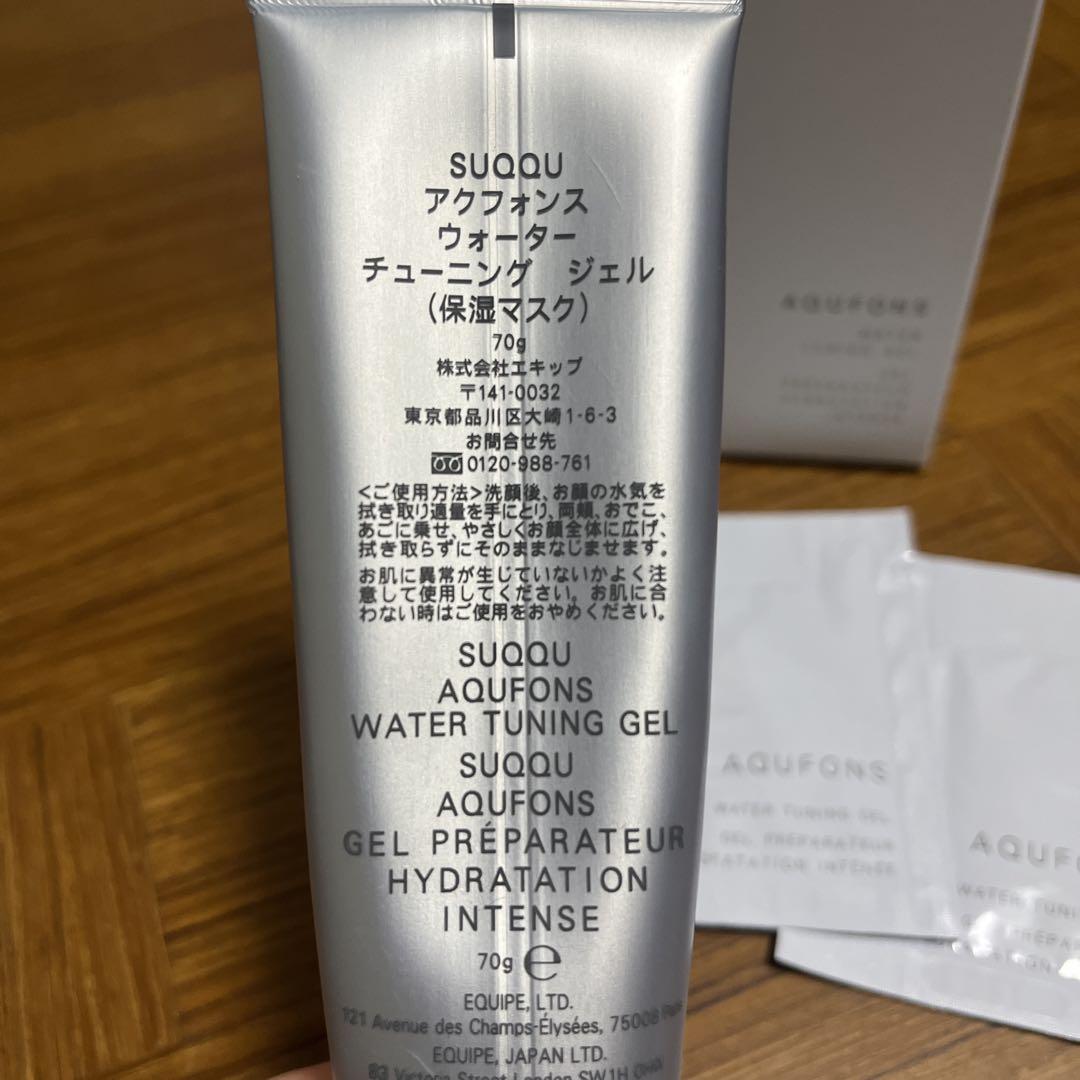 SUQQU
アクフォンス
ウォーター
チューニング ジェル
(保湿マスク)
70g
株式会社エキップ
〒141-0032
東京都品川区大崎1-6-3
お問合せ先
0120-988-761
<ご使用方法>洗顔後、お顔の水気を
拭き取り適量を手にとり、両頬、おでこ、
あごに乗せ、やさしくお顔全体に広げ、
拭き取らずにそのままなじませます。
お肌に異常が生じていないかよく注
意して使用してください。お肌に合
わない時はご使用をおやめください。
SUQQU
AQUFONS
WATER TUNING GEL
SUQQU
AQUFONS
GEL PRÉPARATEUR
HYDRATATION
INTENSE
70g e
EQUIPE, LTD.
121 Avenue des Champs-Élysées, 75008
EQUIPE, JAPAN LTD.
83 Victoria Street London SW1H
AQUFONS
WATER
AQUFONS
WATER TUNING GEL
GEL PRÉPARATEUR
INTENSE
WATER